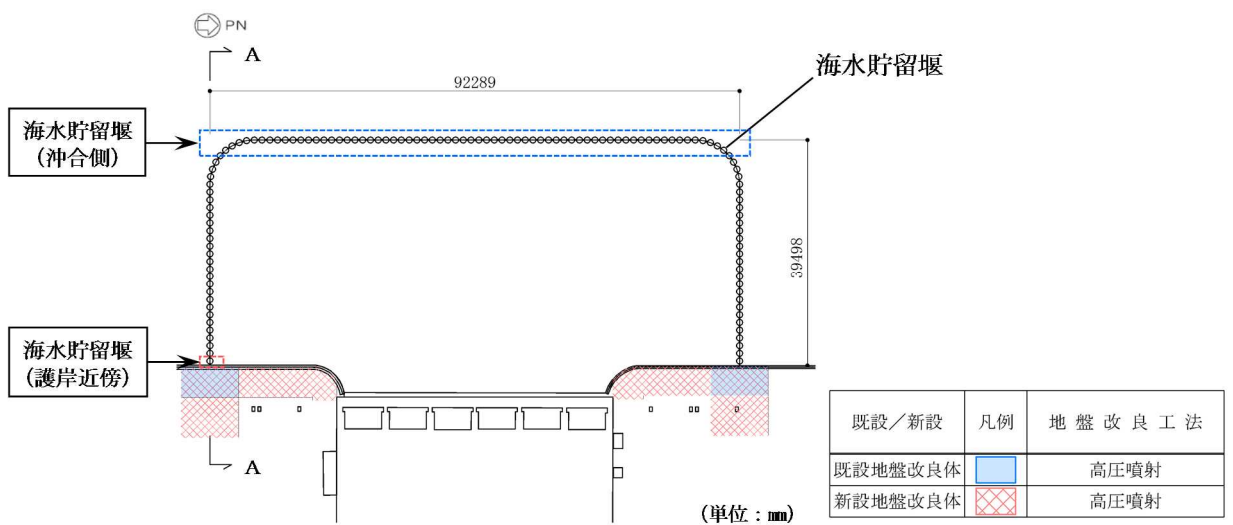 PN
A
92289
海水貯留堰
海水貯留堰
(沖合側)
39498
海水貯留堰
(護岸近傍)
A
(単位：㎜)
既設／新設 凡例 地盤改良工法
既設地盤改良体 高圧噴射
新設地盤改良体 高圧噴射